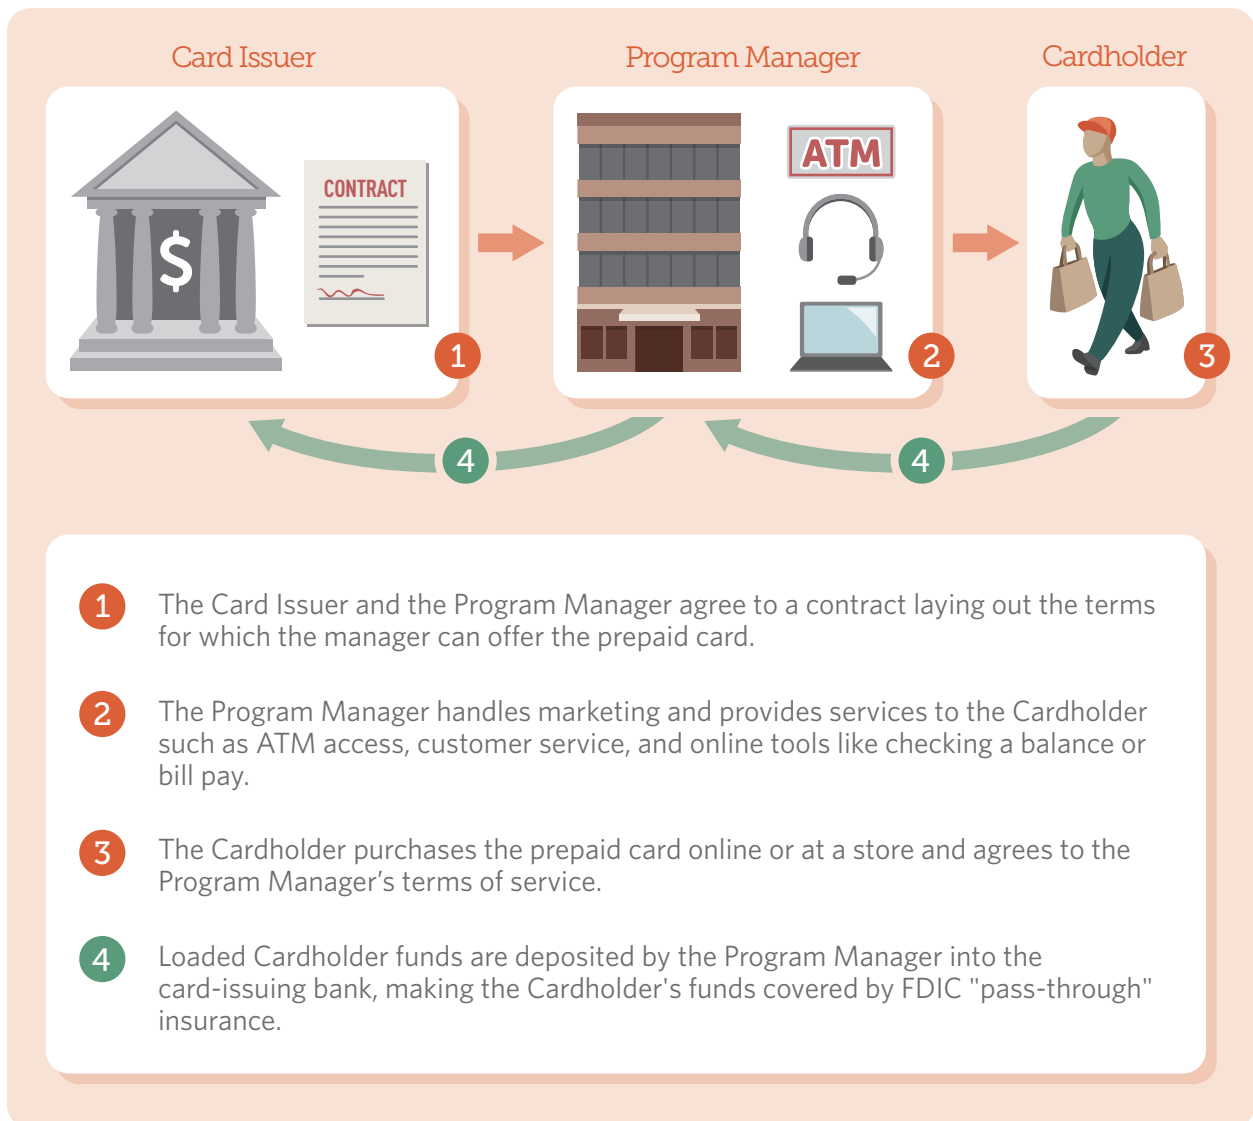 Card Issuer
Program Manager
Cardholder
CONTRACT
$
ATM
1
2
3
4
4
1
The Card Issuer and the Program Manager agree to a contract laying out the terms
for which the manager can offer the prepaid card.
2
The Program Manager handles marketing and provides services to the Cardholder
such as ATM access, customer service, and online tools like checking a balance or
bill pay.
3
The Cardholder purchases the prepaid card online or at a store and agrees to the
Program Manager’s terms of service.
4
Loaded Cardholder funds are deposited by the Program Manager into the
card-issuing bank, making the Cardholder's funds covered by FDIC "pass-through"
insurance.